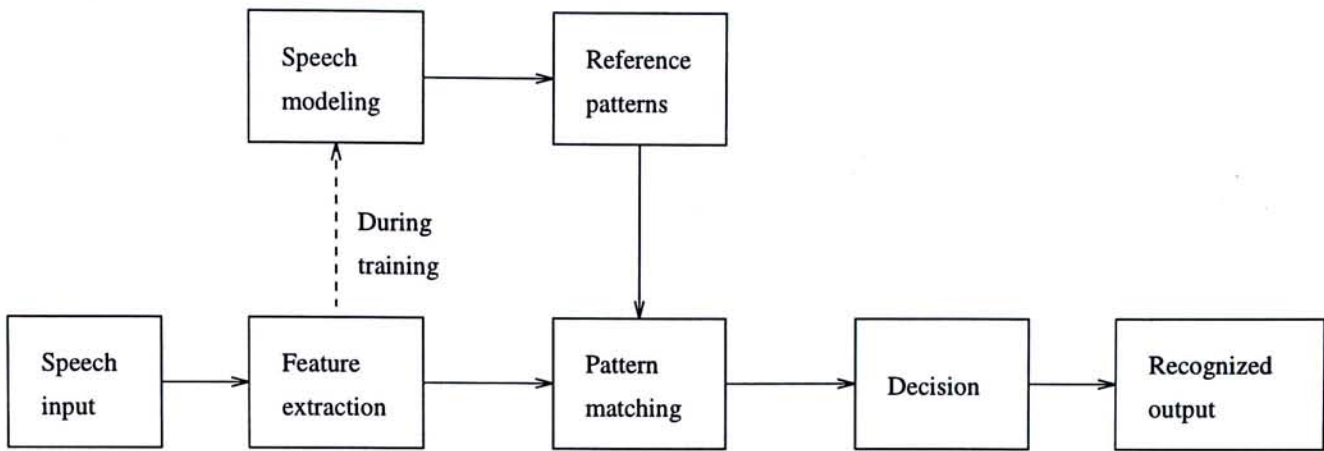 Speech
modeling
Reference
patterns
During
training
Speech
input
Feature
extraction
Pattern
matching
Decision
Recognized
output